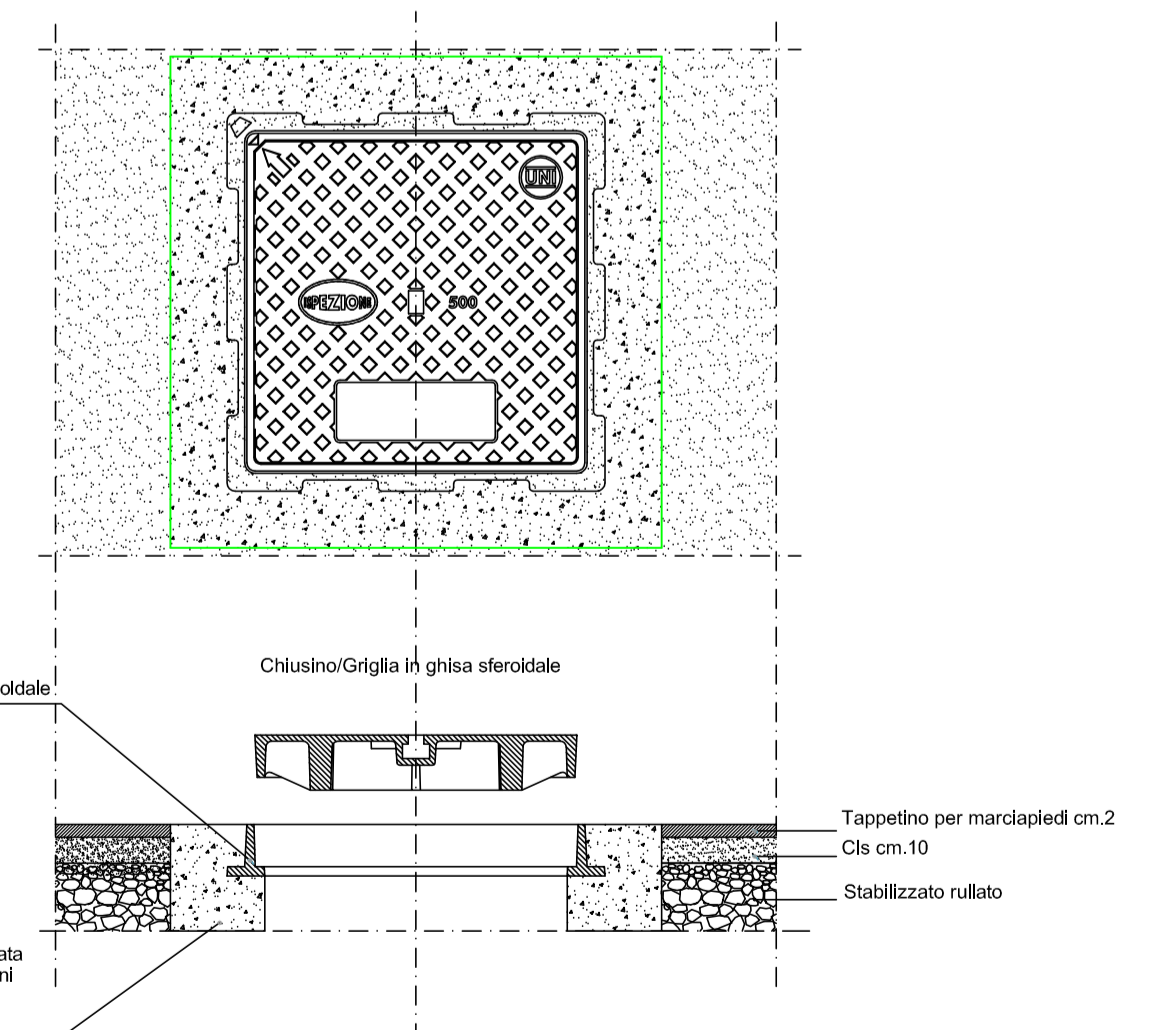 UNI
ISPEZIONE
500
Chiusino/Griglia in ghisa sferoidale
oldale
Tappetino per marciapiedi cm.2
Cls cm.10
Stabilizzato rullato
ata
ni